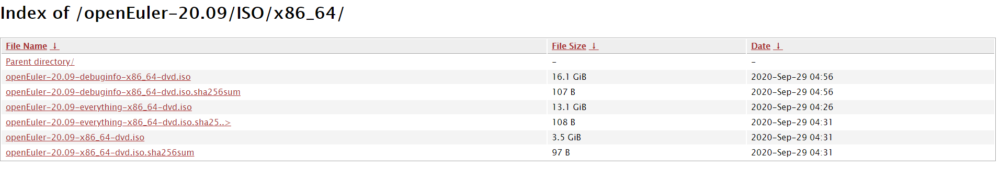 Index of /openEuler-20.09/ISO/x86_64/
File Name ↓ File Size ↓ Date ↓
Parent directory/ - -
openEuler-20.09-debuginfo-x86_64-dvd.iso 16.1 GiB 2020-Sep-29 04:56
openEuler-20.09-debuginfo-x86_64-dvd.iso.sha256sum 107 B 2020-Sep-29 04:56
openEuler-20.09-everything-x86_64-dvd.iso 13.1 GiB 2020-Sep-29 04:26
openEuler-20.09-everything-x86_64-dvd.iso.sha25..> 108 B 2020-Sep-29 04:31
openEuler-20.09-x86_64-dvd.iso 3.5 GiB 2020-Sep-29 04:31
openEuler-20.09-x86_64-dvd.iso.sha256sum 97 B 2020-Sep-29 04:31